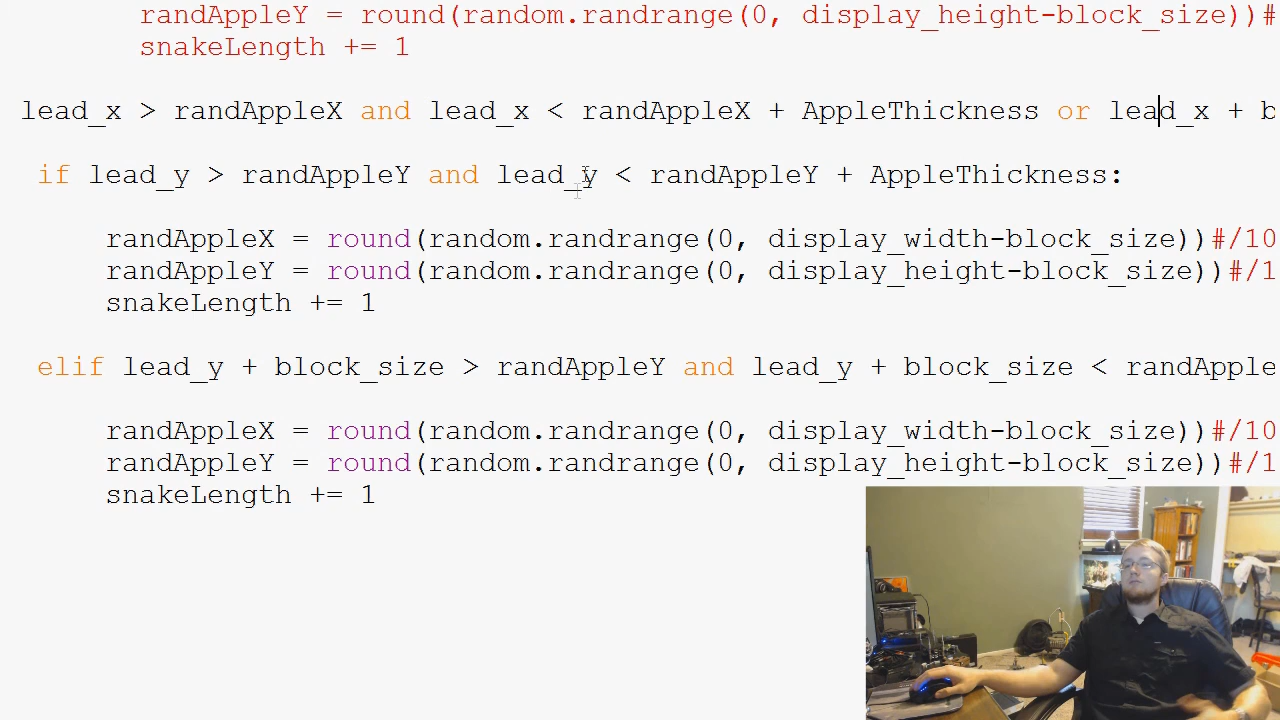 randAppleY = round(random.randrange(0, display_height-block_size))#
snakeLength += 1
lead_x > randAppleX and lead_x < randAppleX + AppleThickness or lead_x + b
if lead_y > randAppleY and lead_y < randAppleY + AppleThickness:
randAppleX = round(random.randrange(0, display_width-block_size))#/10
randAppleY = round(random.randrange(0, display_height-block_size))#/1
snakeLength += 1
elif lead_y + block_size > randAppleY and lead_y + block_size < randApple
randAppleX = round(random.randrange(0, display_width-block_size))#/10
randAppleY = round(random.randrange(0, display_height-block_size))#/1
snakeLength += 1